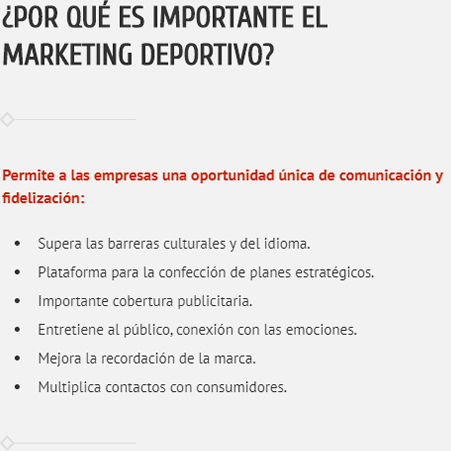 ¿POR QUÉ ES IMPORTANTE EL
MARKETING DEPORTIVO?
Permite a las empresas una oportunidad única de comunicación y
fidelización:
• Supera las barreras culturales y del idioma.
• Plataforma para la confección de planes estratégicos.
• Importante cobertura publicitaria.
• Entretiene al público, conexión con las emociones.
• Mejora la recordación de la marca.
• Multiplica contactos con consumidores.